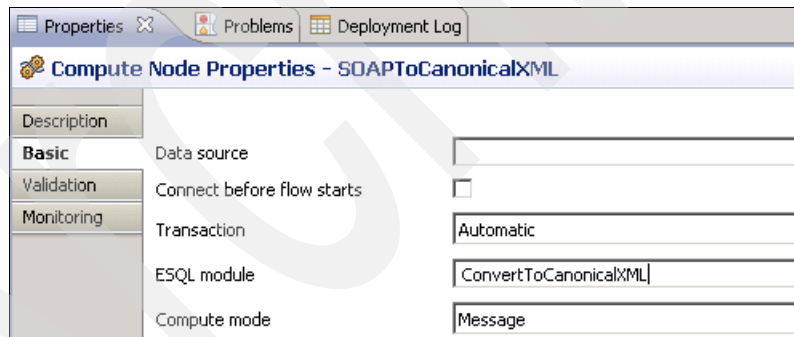 Properties Problems Deployment Log
Compute Node Properties - SOAPToCanonicalXML
Description
Basic Data source
Validation Connect before flow starts
Monitoring Transaction Automatic
ESQL module ConvertToCanonicalXML
Compute mode Message